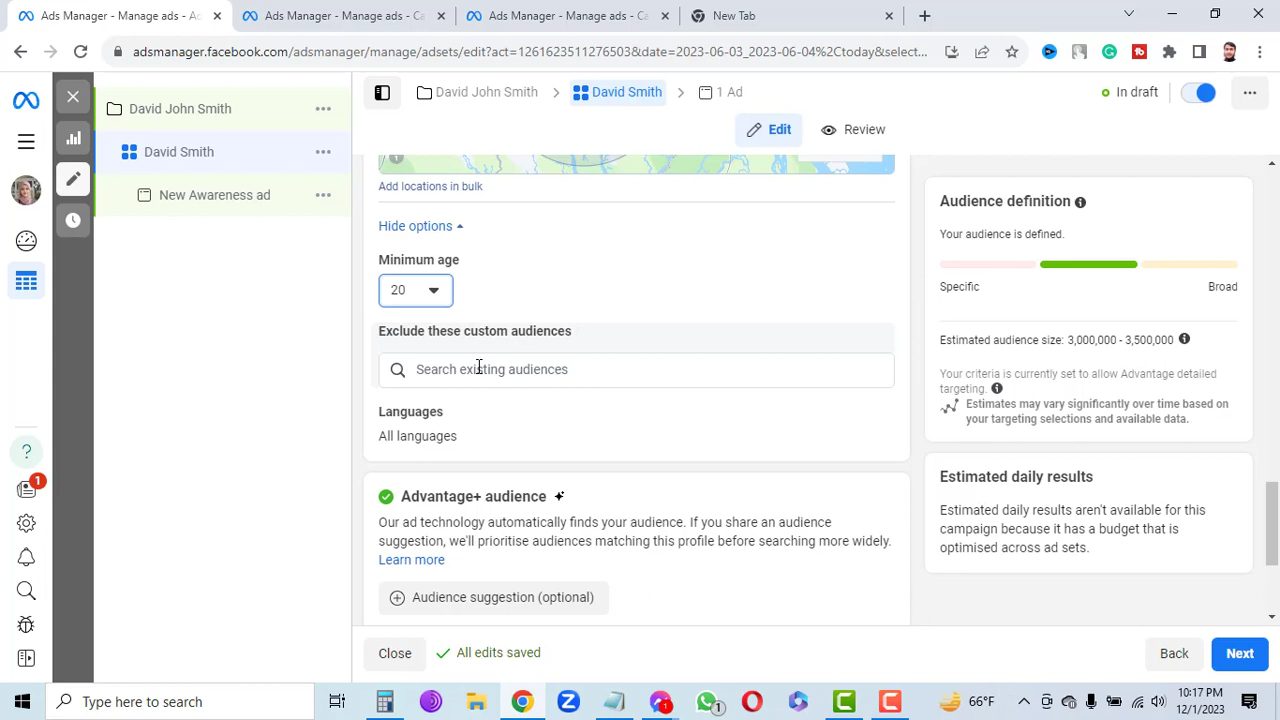 Ads Manager - Manage ads - Ads
Ads Manager - Manage ads - Ca
Ads Manager - Manage ads - Ca
New Tab
adsmanager.facebook.com/adsmanager/manage/adsets/edit?act=1261623511276503&date=2023-06-03_2023-06-04%2Ctoday&selec...
David John Smith
David John Smith
David Smith
1 Ad
In draft
Edit
Review
David Smith
New Awareness ad
Add locations in bulk
Hide options
Minimum age
20
Exclude these custom audiences
Search existing audiences
Languages
All languages
Advantage+ audience
Our ad technology automatically finds your audience. If you share an audience
suggestion, we'll prioritise audiences matching this profile before searching more widely.
Learn more
Audience suggestion (optional)
Audience definition
Your audience is defined.
Specific
Broad
Estimated audience size: 3,000,000 - 3,500,000
Your criteria is currently set to allow Advantage detailed
targeting.
Estimates may vary significantly over time based on
your targeting selections and available data.
Estimated daily results
Estimated daily results aren't available for this
campaign because it has a budget that is
optimised across ad sets.
1
Close
All edits saved
Back
Next
Type here to search
1
1
66°F
10:17 PM
12/1/2023